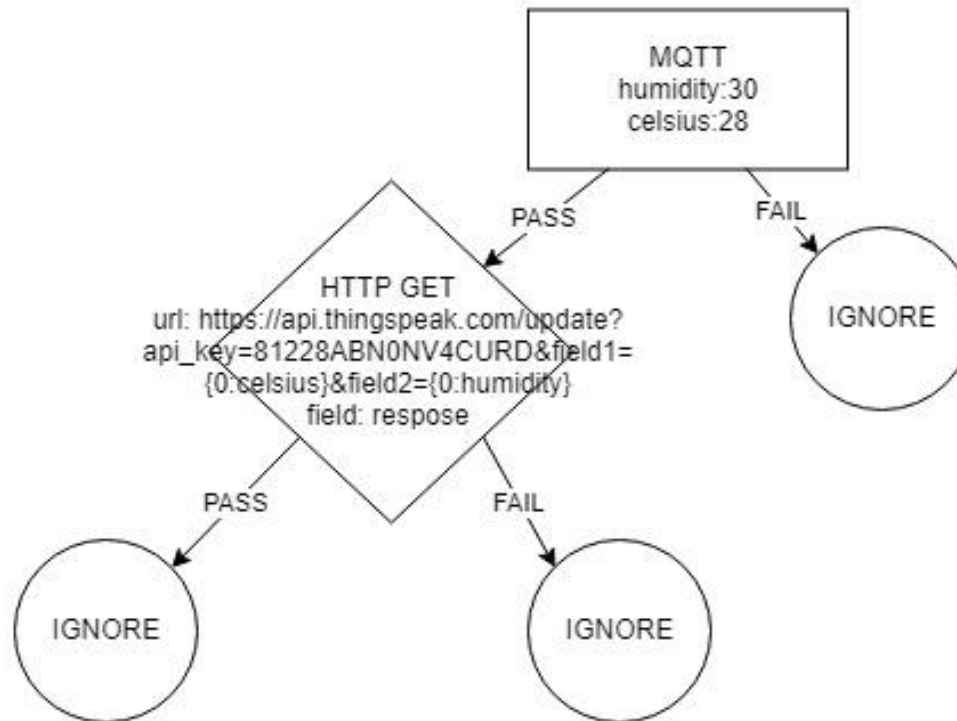 MQTT
humidity:30
celsius:28
PASS
FAIL
HTTP GET
url: https://api.thingspeak.com/update?
api_key=81228ABN0NV4CURD&field1=
{0:celsius}&field2={0:humidity}
field: respose
IGNORE
PASS
FAIL
IGNORE
IGNORE